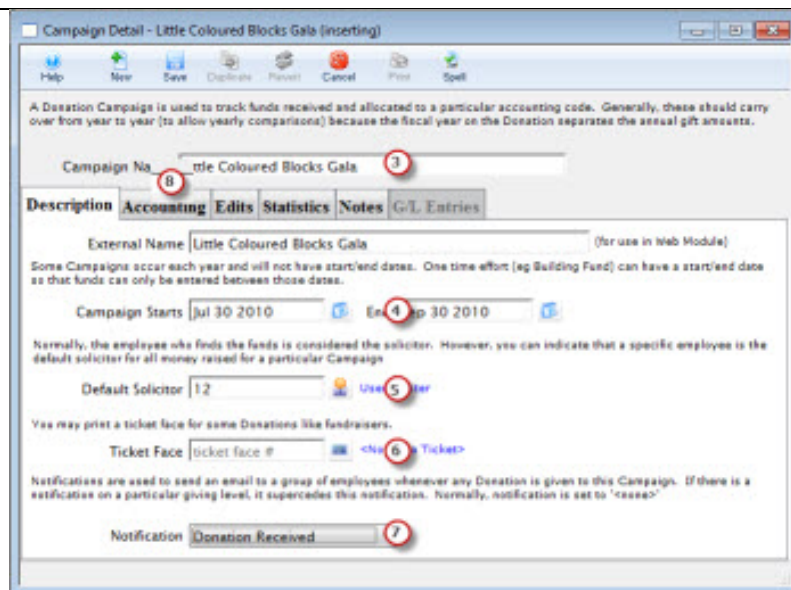 Campaign Detail - Little Coloured Blocks Gala (inserting)
Help New Save Duplicate Revert Cancel Print Spell
A Donation Campaign is used to track funds received and allocated to a particular accounting code. Generally, these should carry
over from year to year (to allow yearly comparisons) because the fiscal year on the Donation separates the annual gift amounts.
Campaign Na ttle Coloured Blocks Gala 3
8
Description Accounting Edits Statistics Notes G/L Entries
External Name Little Coloured Blocks Gala (for use in Web Module)
Some Campaigns occur each year and will not have start/end dates. One time effort (eg Building Fund) can have a start/end date
so that funds can only be entered between those dates.
Campaign Starts Jul 30 2010 4 30 2010
Normally, the employee who finds the funds is considered the solicitor. However, you can indicate that a specific employee is the
default solicitor for all money raised for a particular Campaign
Default Solicitor 12 User 5
You may print a ticket face for some Donations like fundraisers.
Ticket Face ticket face # 6 Ticket>
Notifications are used to send an email to a group of employees whenever any Donation is given to this Campaign. If there is a
notification on a particular giving level, it supercedes this notification. Normally, notification is set to '<none>'
Notification Donation Received 7